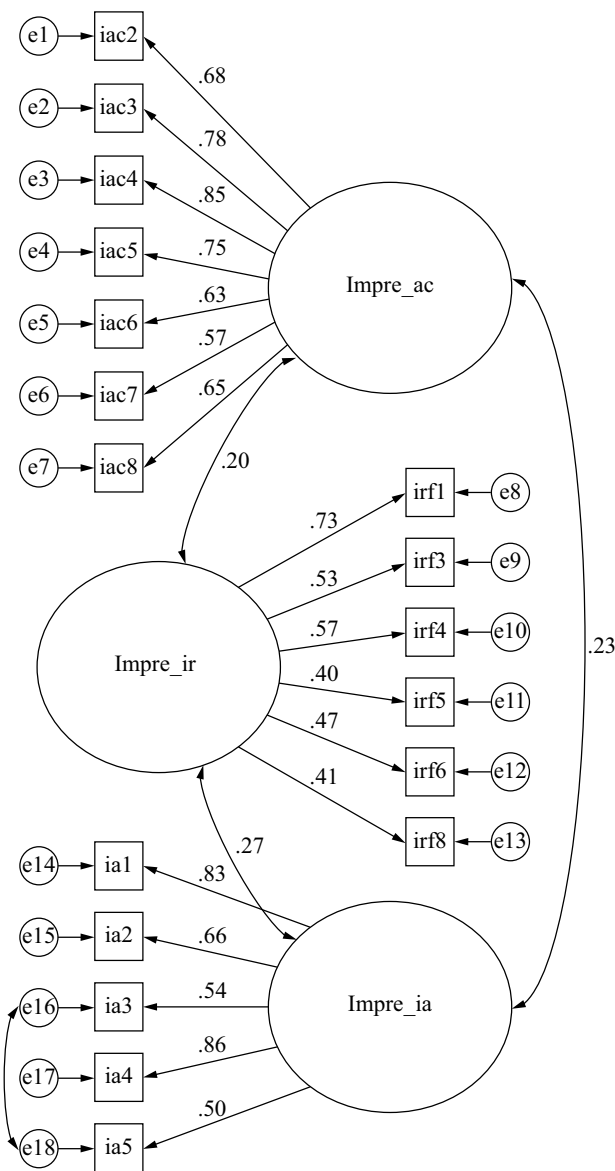 e1 iac2
.68
e2 iac3
.78
e3 iac4
.85
e4 iac5
.75
Impre_ac
e5 iac6
.63
e6 iac7
.57
e7 iac8
.65
.20
irf1 e8
.73
irf3 e9
.53
irf4 e10
.57
.23
Impre_ir
irf5 e11
.40
irf6 e12
.47
irf8 e13
.41
.27
e14 ia1
.83
e15 ia2
.66
e16 ia3
.54
Impre_ia
e17 ia4
.86
e18 ia5
.50